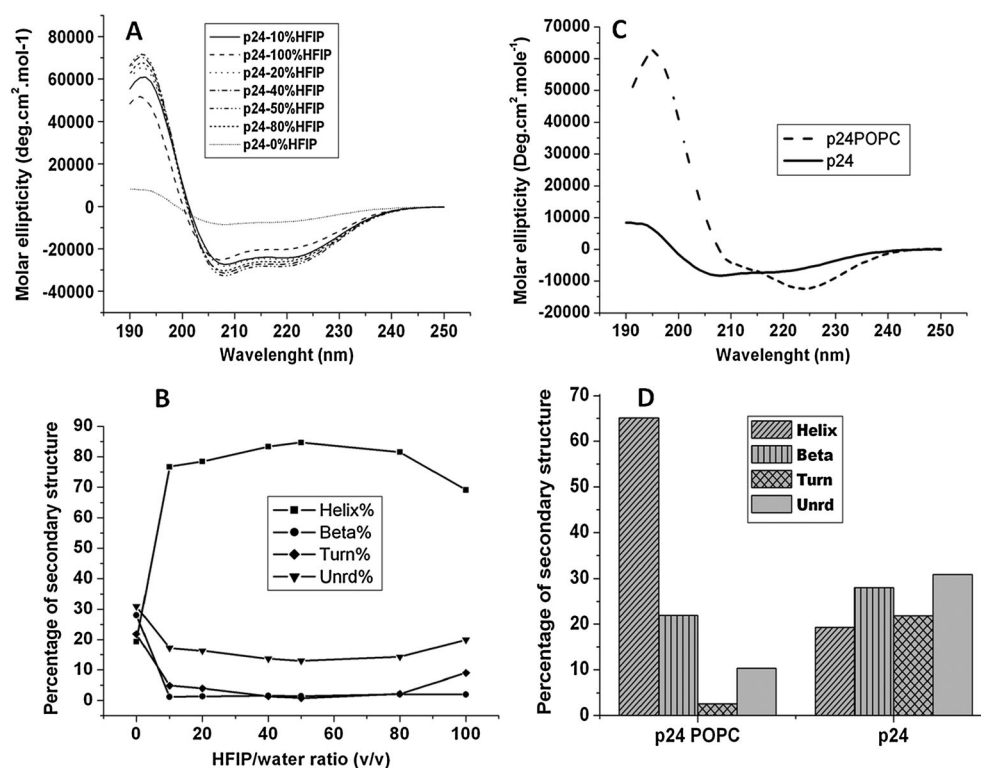 A
Molar ellipticity (deg.cm².mol-1)
80000
60000
40000
20000
0
-20000
-40000
p24-10%HFIP
p24-100%HFIP
p24-20%HFIP
p24-40%HFIP
p24-50%HFIP
p24-80%HFIP
p24-0%HFIP
190 200 210 220 230 240 250
Wavelenght (nm)
C
Molar ellipticity (Deg.cm².mole⁻¹)
70000
60000
50000
40000
30000
20000
10000
0
-10000
-20000
p24POPC
p24
190 200 210 220 230 240 250
Wavelenght (nm)
B
Percentage of secondary structure
90
80
70
60
50
40
30
20
10
0
Helix%
Beta%
Turn%
Unrd%
0 20 40 60 80 100
HFIP/water ratio (v/v)
D
Percentage of secondary structure
70
60
50
40
30
20
10
0
Helix
Beta
Turn
Unrd
p24 POPC p24